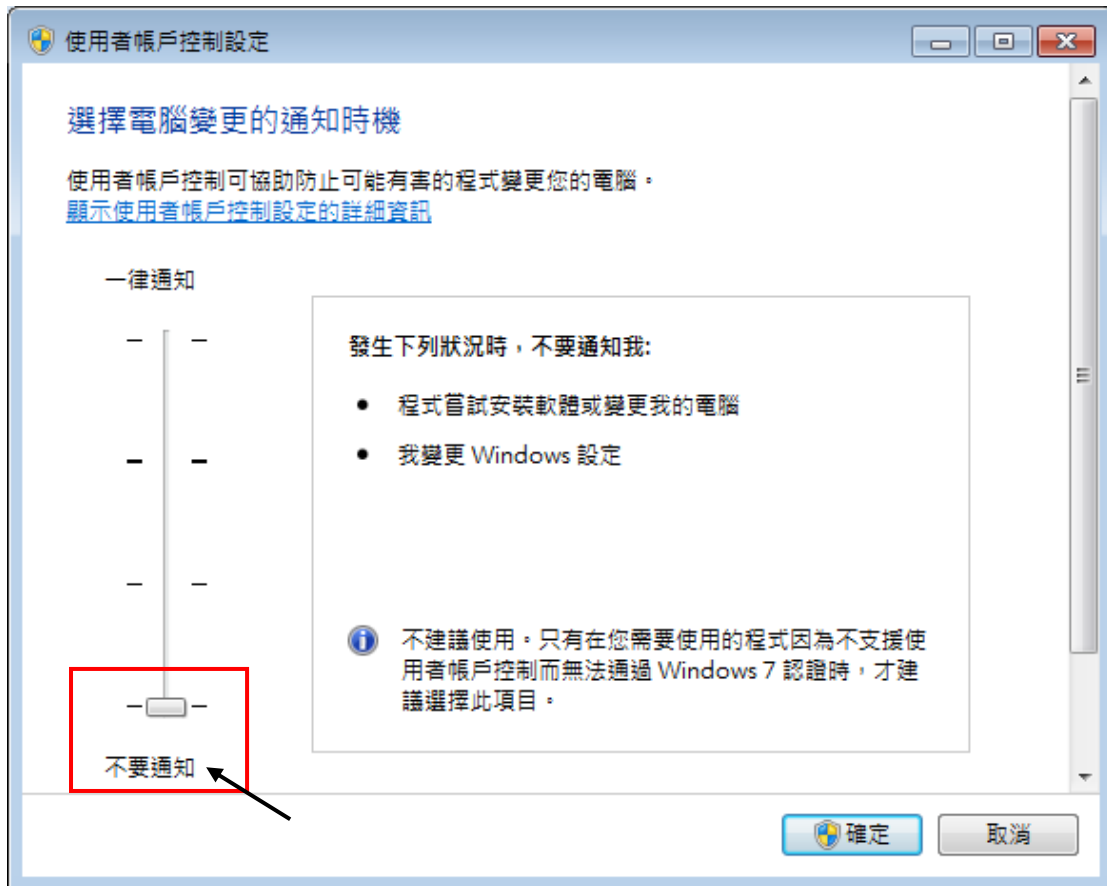 使用者帳戶控制設定
選擇電腦變更的通知時機
使用者帳戶控制可協助防止可能有害的程式變更您的電腦。
顯示使用者帳戶控制設定的詳細資訊
一律通知
發生下列狀況時，不要通知我:
● 程式嘗試安裝軟體或變更我的電腦
● 我變更 Windows 設定
不建議使用。只有在您需要使用的程式因為不支援使
用者帳戶控制而無法通過 Windows 7 認證時，才建
議選擇此項目。
不要通知
確定
取消